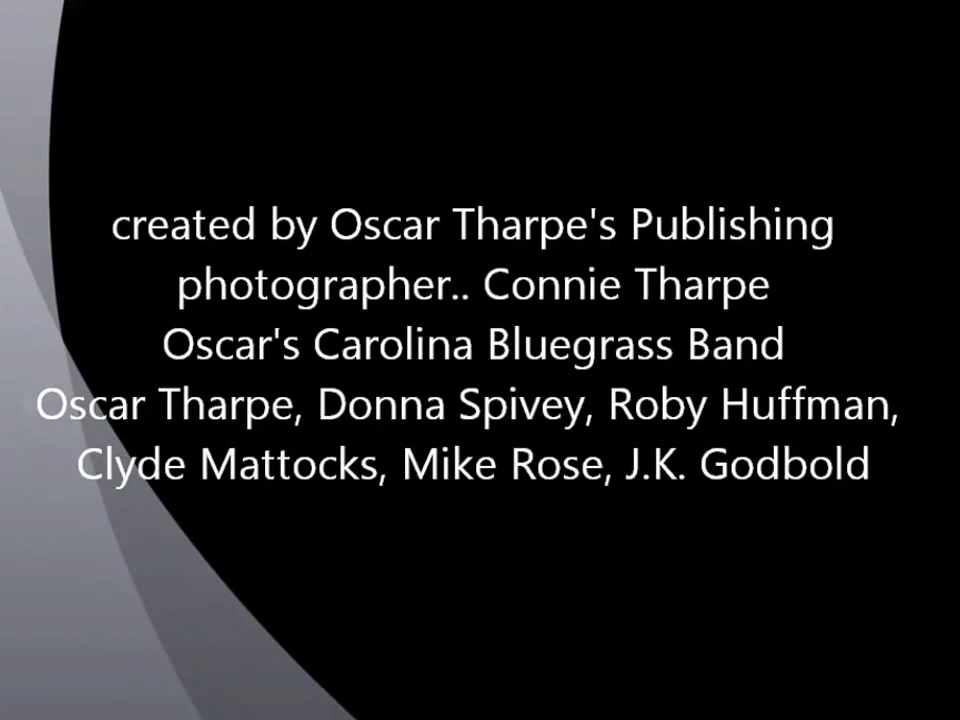 created by Oscar Tharpe's Publishing
photographer.. Connie Tharpe
Oscar's Carolina Bluegrass Band
Oscar Tharpe, Donna Spivey, Roby Huffman,
Clyde Mattocks, Mike Rose, J.K. Godbold